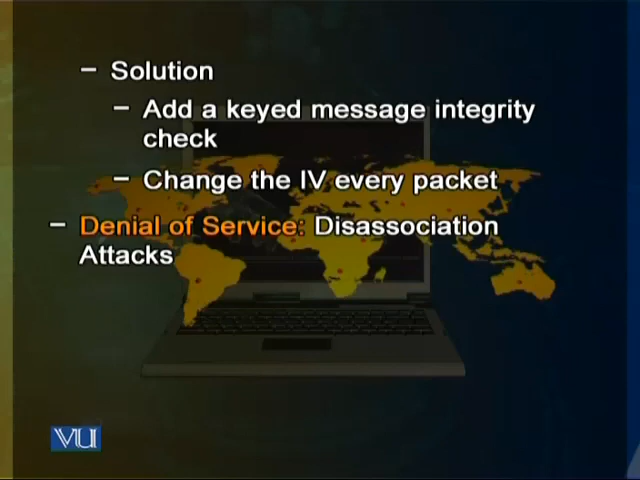 – Solution
– Add a keyed message integrity
check
– Change the IV every packet
– Denial of Service: Disassociation
Attacks
VU